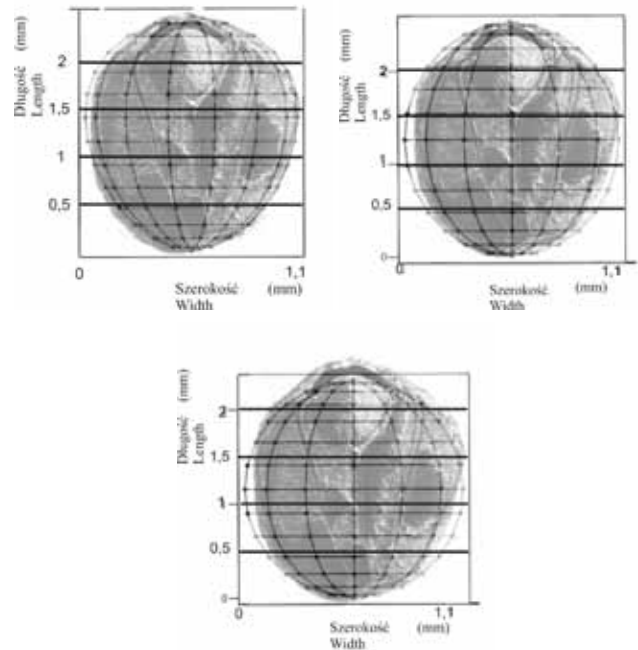 Długość (mm)
Length
2
1,5
1
0,5
0
1,1
Szerokość (mm)
Width
Długość (mm)
Length
2
1,5
1
0,5
0
0
1,1
Szerokość (mm)
Width
Długość (mm)
Length
2
1,5
1
0,5
0
0
1,1
Szerokość (mm)
Width